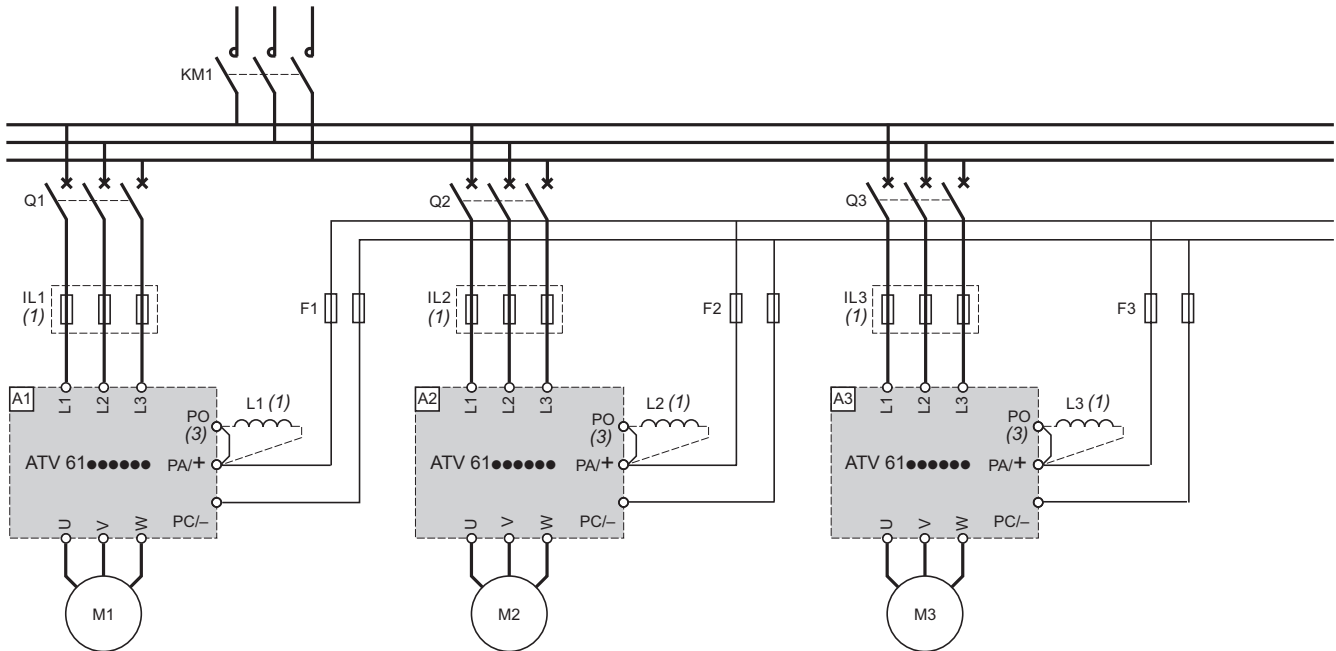 KM1
Q1
Q2
Q3
IL1
(1)
F1
IL2
(1)
F2
IL3
(1)
F3
A1
L1
L2
L3
PO
(3)
L1 (1)
ATV 61●●●●●●
PA/+
PC/–
U
V
W
M1
A2
L1
L2
L3
PO
(3)
L2 (1)
ATV 61●●●●●●
PA/+
PC/–
U
V
W
M2
A3
L1
L2
L3
PO
(3)
L3 (1)
ATV 61●●●●●●
PA/+
PC/–
U
V
W
M3